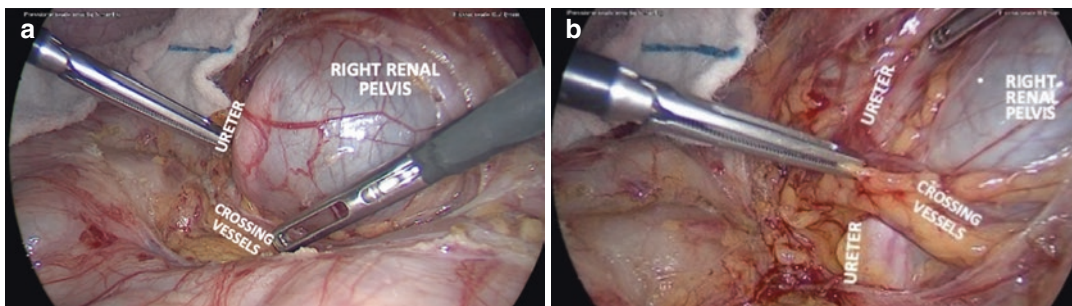 a
RIGHT RENAL
PELVIS
URETER
CROSSING
VESSELS
b
URETER
RIGHT
RENAL
PELVIS
CROSSING
VESSELS
URETER